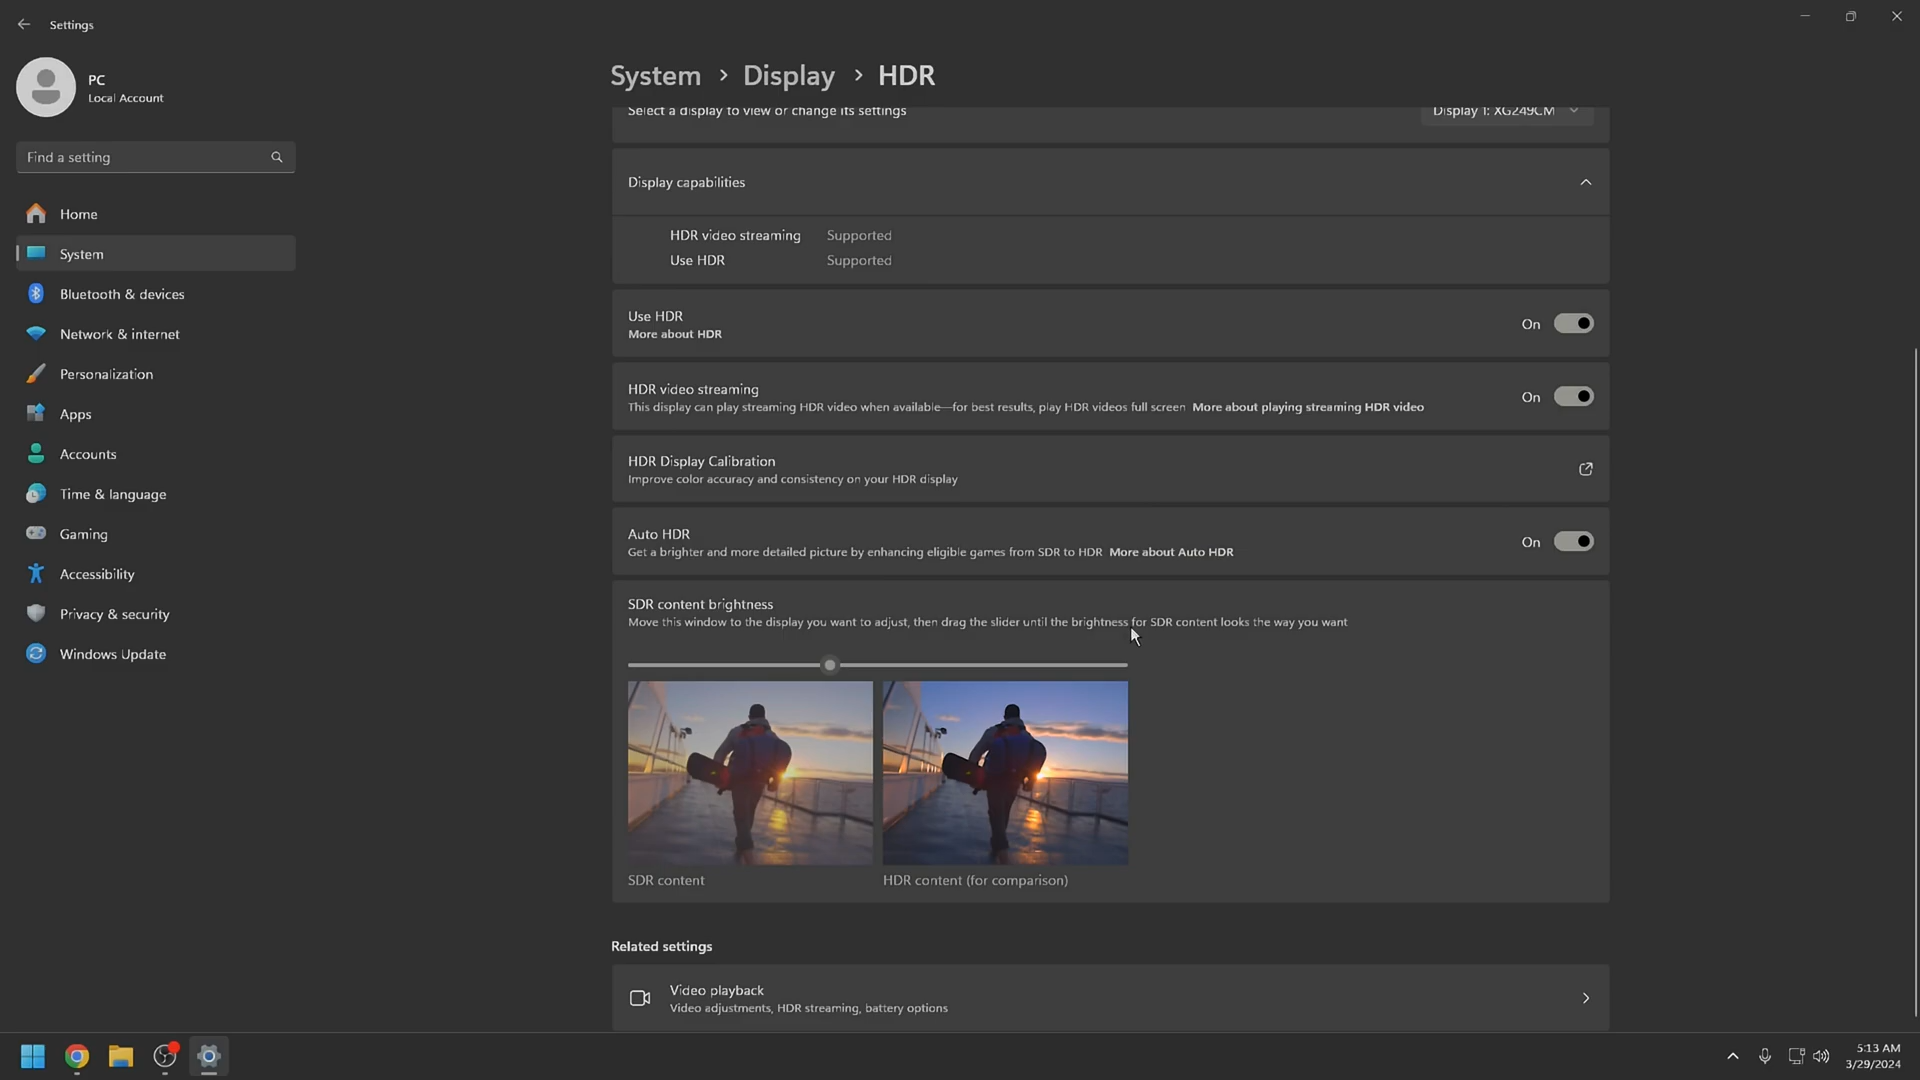 Settings
PC
Local Account
Find a setting
Home
System
Bluetooth & devices
Network & internet
Personalization
Apps
Accounts
Time & language
Gaming
Accessibility
Privacy & security
Windows Update
System > Display > HDR
Select a display to view or change its settings
Display 1: XG249CM
Display capabilities
HDR video streaming Supported
Use HDR Supported
Use HDR
More about HDR
On
HDR video streaming
This display can play streaming HDR video when available—for best results, play HDR videos full screen More about playing streaming HDR video
On
HDR Display Calibration
Improve color accuracy and consistency on your HDR display
Auto HDR
Get a brighter and more detailed picture by enhancing eligible games from SDR to HDR More about Auto HDR
On
SDR content brightness
Move this window to the display you want to adjust, then drag the slider until the brightness for SDR content looks the way you want
SDR content
HDR content (for comparison)
Related settings
Video playback
Video adjustments, HDR streaming, battery options
5:13 AM
3/29/2024